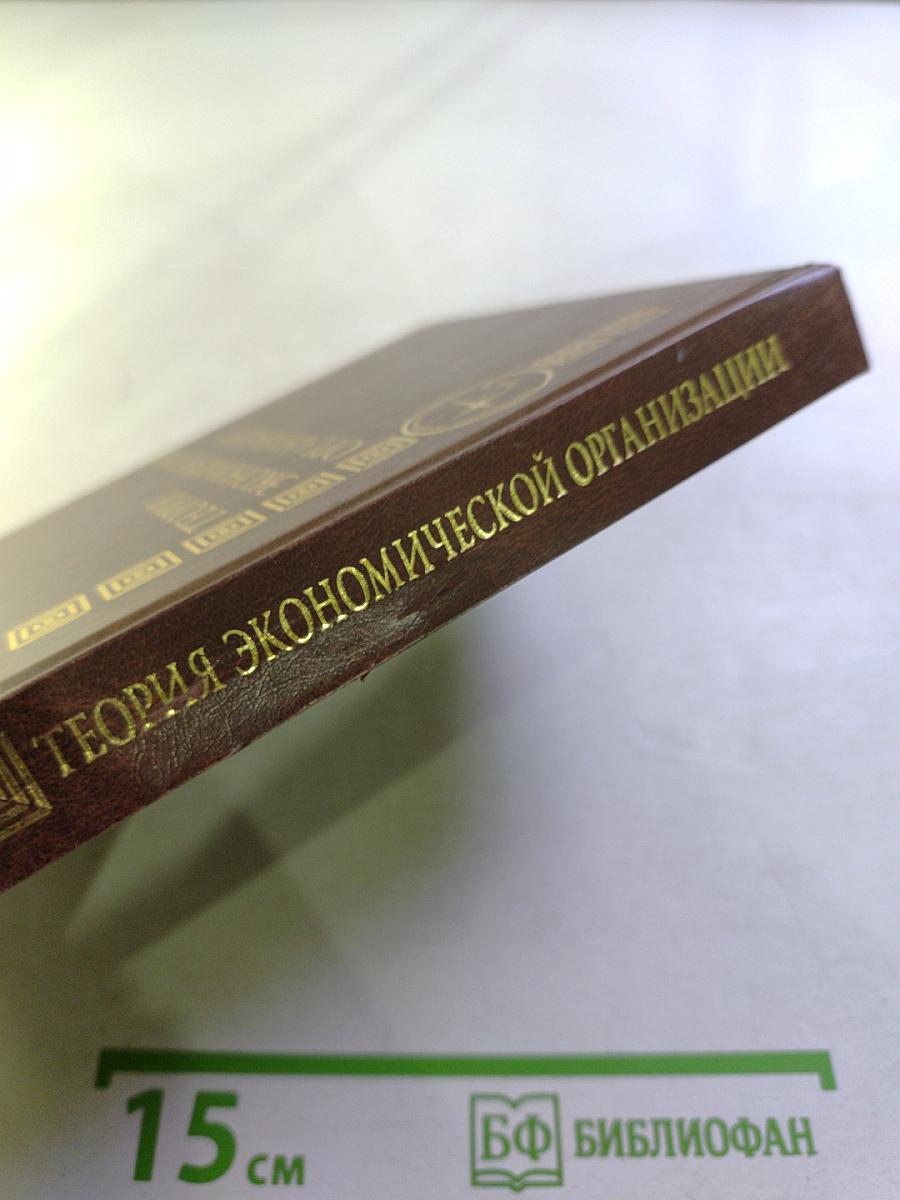 ТЕОРИЯ ЭКОНОМИЧЕСКОЙ ОРГАНИЗАЦИИ
15 см
БФ БИБЛИОФАН